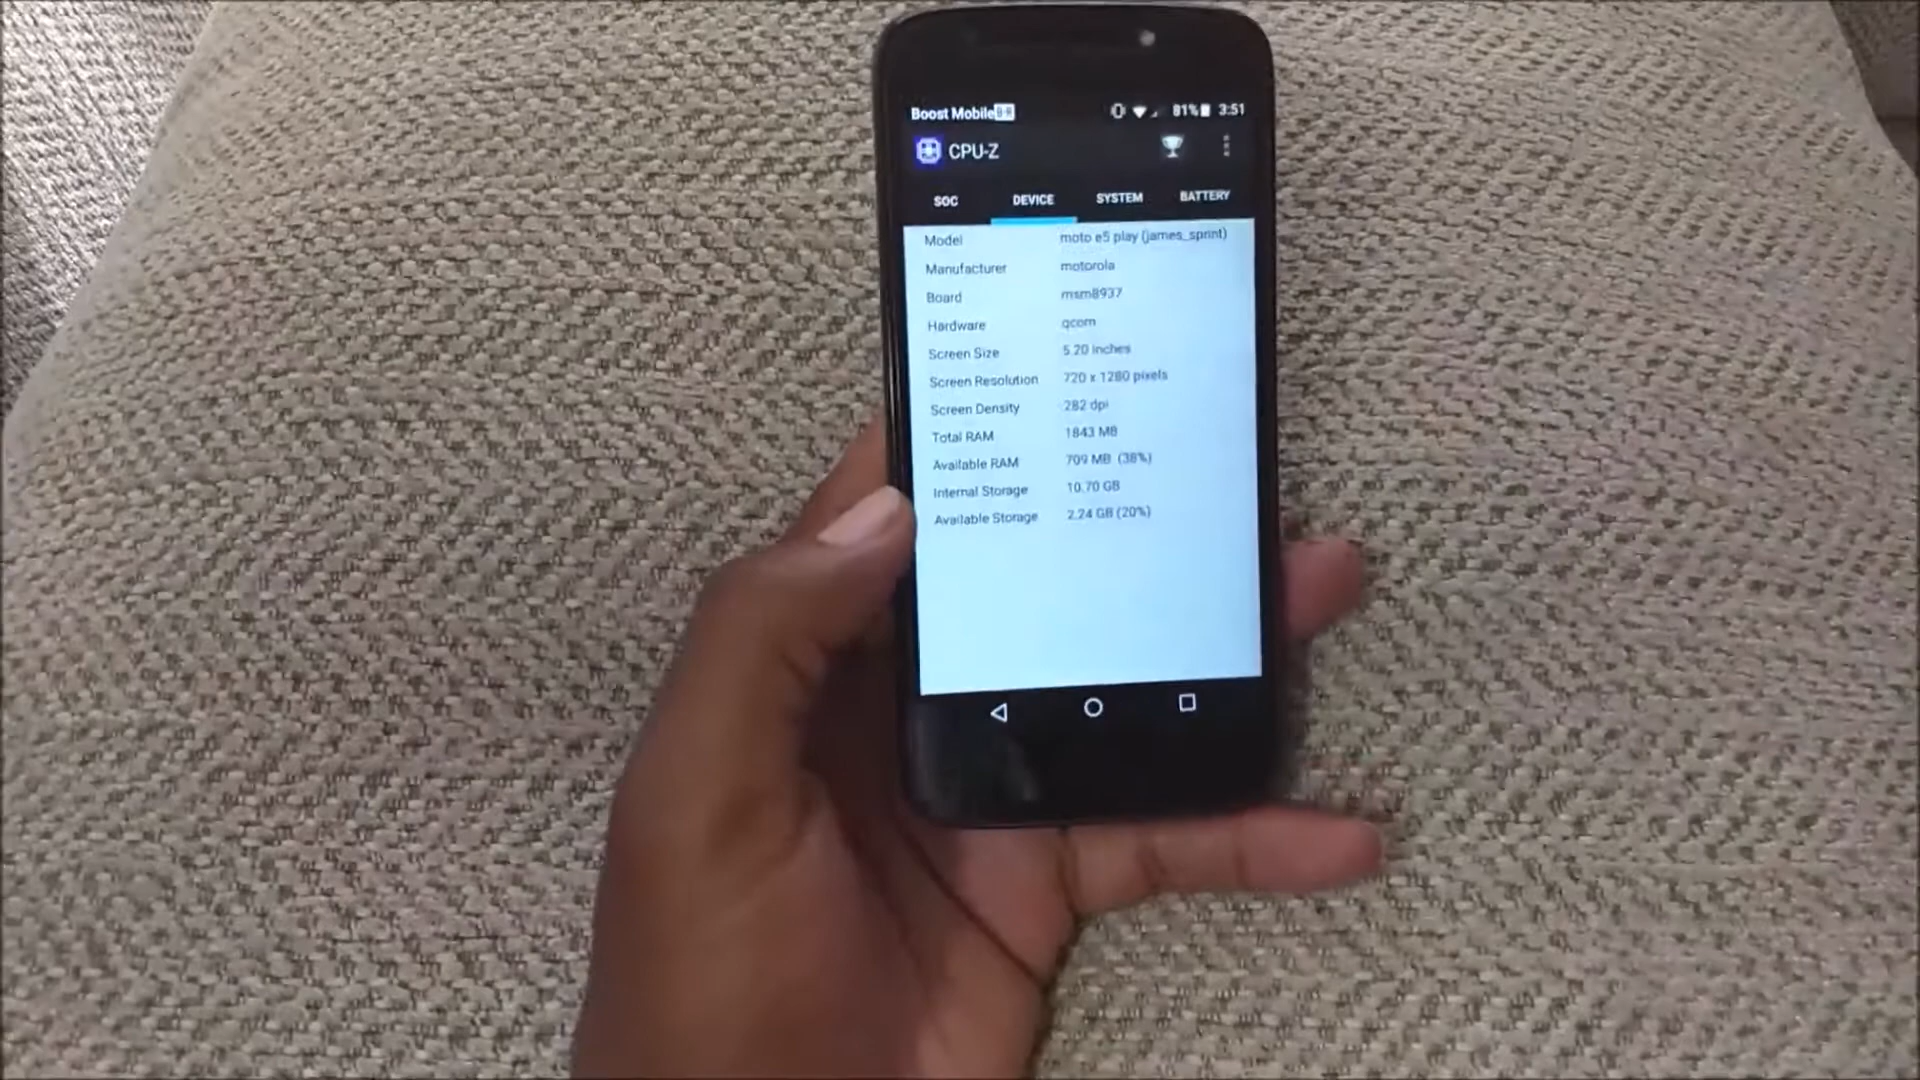 Boost Mobile 81% 3:51
CPU-Z
SOC DEVICE SYSTEM BATTERY
Model moto e5 play (james_sprint)
Manufacturer motorola
Board msm8937
Hardware qcom
Screen Size 5.20 inches
Screen Resolution 720 x 1280 pixels
Screen Density 282 dpi
Total RAM 1843 MB
Available RAM 709 MB (38%)
Internal Storage 10.70 GB
Available Storage 2.24 GB (20%)